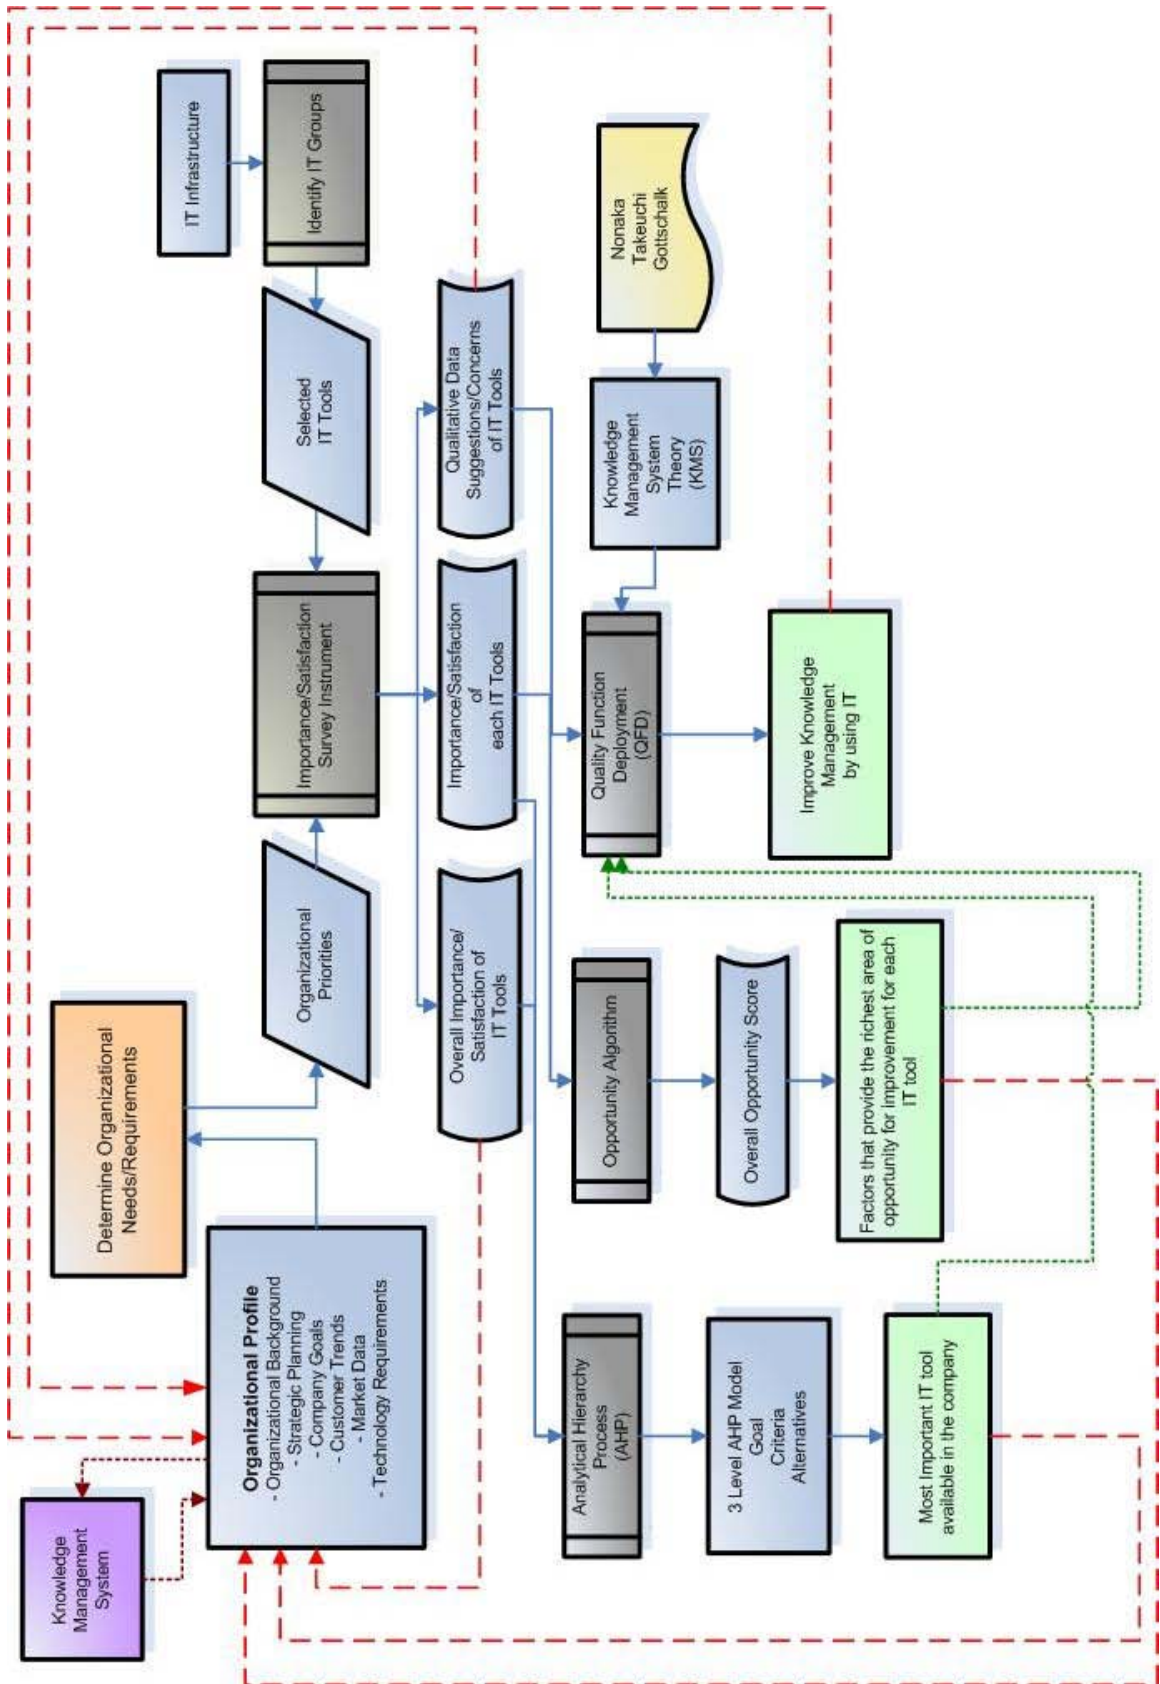 Knowledge
Management
System
Organizational Profile
- Organizational Background
- Strategic Planning
- Company Goals
- Customer Trends
- Market Data
- Technology Requirements
Determine Organizational
Needs/Requirements
Organizational
Priorities
Importance/Satisfaction
Survey Instrument
Selected
IT Tools
Identify IT Groups
IT Infrastructure
Overall Importance/
Satisfaction of
IT Tools
Importance/Satisfaction
of
each IT Tools
Qualitative Data
Suggestions/Concerns
of IT Tools
Analytical Hierarchy
Process
(AHP)
Opportunity Algorithm
Quality Function
Deployment
(QFD)
Knowledge
Management
System
Theory
(KMS)
Nonaka
Takeuchi
Gottschalk
3 Level AHP Model
Goal
Criteria
Alternatives
Overall Opportunity Score
Improve Knowledge
Management
by using IT
Most Important IT tool
available in the company
Factors that provide the richest area of
opportunity for improvement for each
IT tool